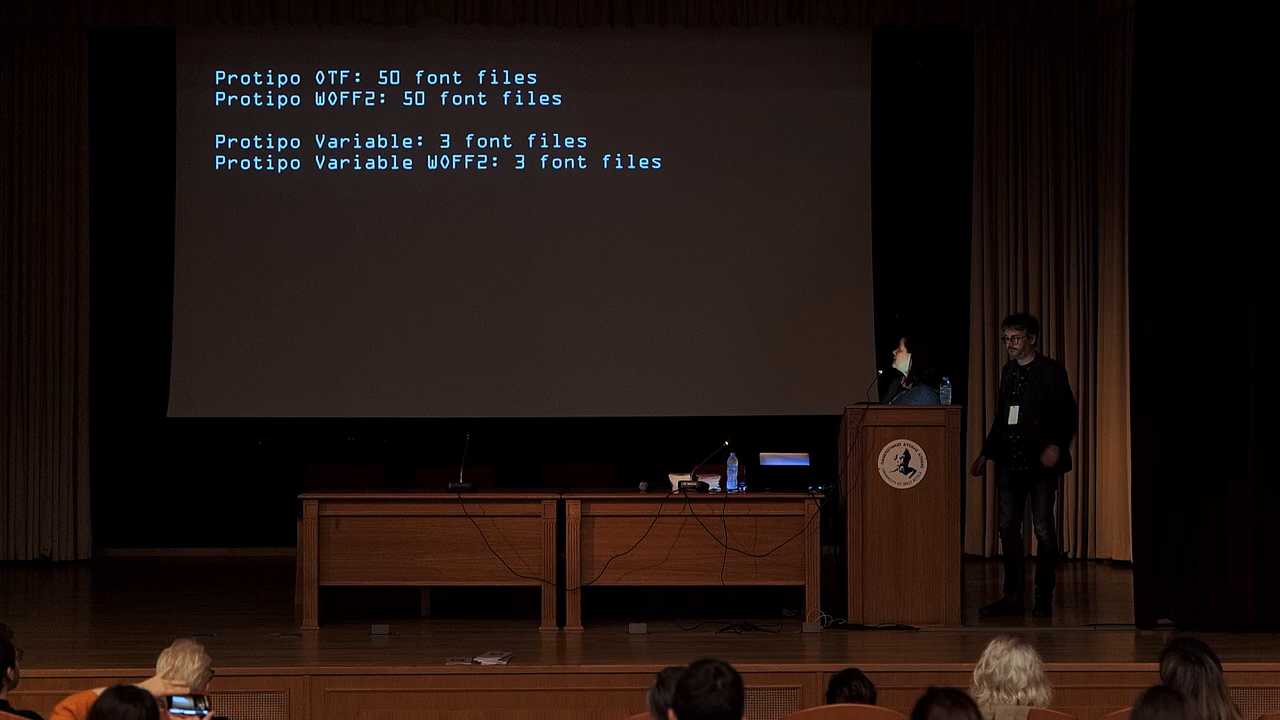 Protipo OTF: 50 font files
Protipo WOFF2: 50 font files
Protipo Variable: 3 font files
Protipo Variable WOFF2: 3 font files